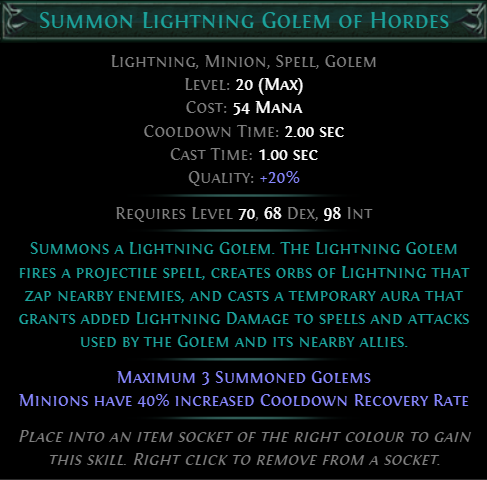 Summon Lightning Golem of Hordes
Lightning, Minion, Spell, Golem
Level: 20 (Max)
Cost: 54 Mana
Cooldown Time: 2.00 sec
Cast Time: 1.00 sec
Quality: +20%
Requires Level 70, 68 Dex, 98 Int
Summons a Lightning Golem. The Lightning Golem
fires a projectile spell, creates orbs of Lightning that
zap nearby enemies, and casts a temporary aura that
grants added Lightning Damage to spells and attacks
used by the Golem and its nearby allies.
Maximum 3 Summoned Golems
Minions have 40% increased Cooldown Recovery Rate
Place into an item socket of the right colour to gain
this skill. Right click to remove from a socket.